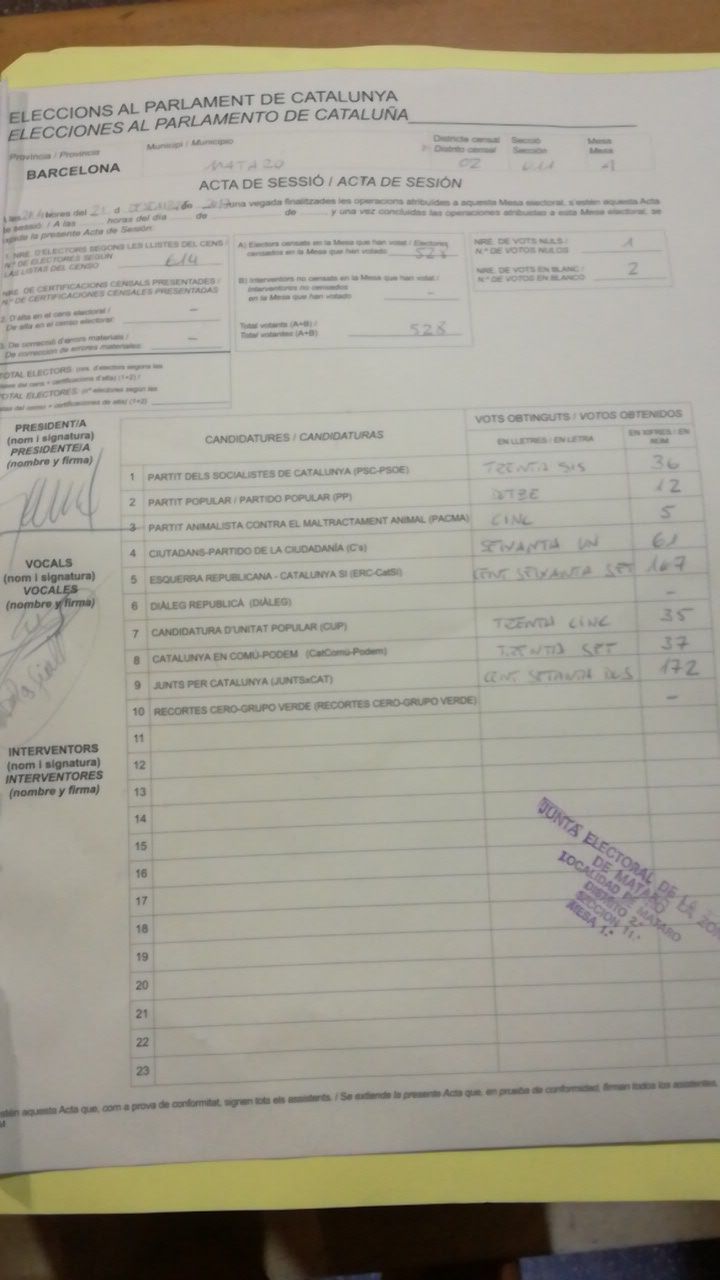 ELECCIONS AL PARLAMENT DE CATALUNYA
ELECCIONES AL PARLAMENTO DE CATALUÑA
Provincia / Provincia
BARCELONA
Municipi / Municipio
MATARO
Districte censal
Distrito censal
02
Secció
Sección
011
Mesa
Mesa
ACTA DE SESSIÓ / ACTA DE SESIÓN
hores del 21 d una vegada finalitzades les operacions atribuïdes a aquesta Mesa electoral, s'estén aquesta Acta
de sessió: / A las horas del día de de y una vez concluidas las operaciones atribuidas a esta Mesa electoral, se
la presente Acta de Sesión:
1. NRE. D'ELECTORS SEGONS LES LLISTES DEL CENS /
N.º DE ELECTORES SEGÚN
LAS LISTAS DEL CENSO
614
NRE. DE CERTIFICACIONS CENSALS PRESENTADES /
N.º DE CERTIFICACIONES CENSALES PRESENTADAS
2. D'alta en el cens electoral /
De alta en el censo electoral: –
3. De correcció d'errors materials /
De corrección de errores materiales: –
TOTAL ELECTORS: (nre. d'electors segons les
llistes del cens + certificacions d'alta) (1+2) /
TOTAL ELECTORES: (nº electores según las
listas del censo + certificaciones de alta) (1+2)
A) Electors censats en la Mesa que han votat / Electores
censados en la Mesa que han votado 528
B) Interventors no censats en la Mesa que han votat /
Interventores no censados
en la Mesa que han votado –
Total votants (A+B) /
Total votantes (A+B) 528
NRE. DE VOTS NULS /
N.º DE VOTOS NULOS 1
NRE. DE VOTS EN BLANC /
N.º DE VOTOS EN BLANCO 2
PRESIDENT/A
(nom i signatura)
PRESIDENTE/A
(nombre y firma)
VOCALS
(nom i signatura)
VOCALES
(nombre y firma)
INTERVENTORS
(nom i signatura)
INTERVENTORES
(nombre y firma)
CANDIDATURES / CANDIDATURAS
VOTS OBTINGUTS / VOTOS OBTENIDOS
EN LLETRES / EN LETRA
EN XIFRES / EN NÚM
1 PARTIT DELS SOCIALISTES DE CATALUNYA (PSC-PSOE) TRENTA SIS 36
2 PARTIT POPULAR / PARTIDO POPULAR (PP) 12
3 PARTIT ANIMALISTA CONTRA EL MALTRACTAMENT ANIMAL (PACMA) CINC 5
4 CIUTADANS-PARTIDO DE LA CIUDADANÍA (C's) SEIXANTA UN 61
5 ESQUERRA REPUBLICANA - CATALUNYA SI (ERC-CatSí) CENT SEIXANTA SET 167
6 DIÀLEG REPUBLICÀ (DIÀLEG) –
7 CANDIDATURA D'UNITAT POPULAR (CUP) TRENTA CINC 35
8 CATALUNYA EN COMÚ-PODEM (CatComú-Podem) TRENTA SET 37
9 JUNTS PER CATALUNYA (JUNTSxCAT) CENT SETANTA DOS 172
10 RECORTES CERO-GRUPO VERDE (RECORTES CERO-GRUPO VERDE) –
11
12
13
14
15
16
17
18
19
20
21
22
23
JUNTA ELECTORAL DE LA ZONA
DE MATARO
LOCALIDAD DE MATARO
DISTRITO 2.
SECCION 11.
MESA 1.
estén aquesta Acta que, com a prova de conformitat, signen tots els assistents. / Se extiende la presente Acta que, en prueba de conformidad, firman todos los asistentes,